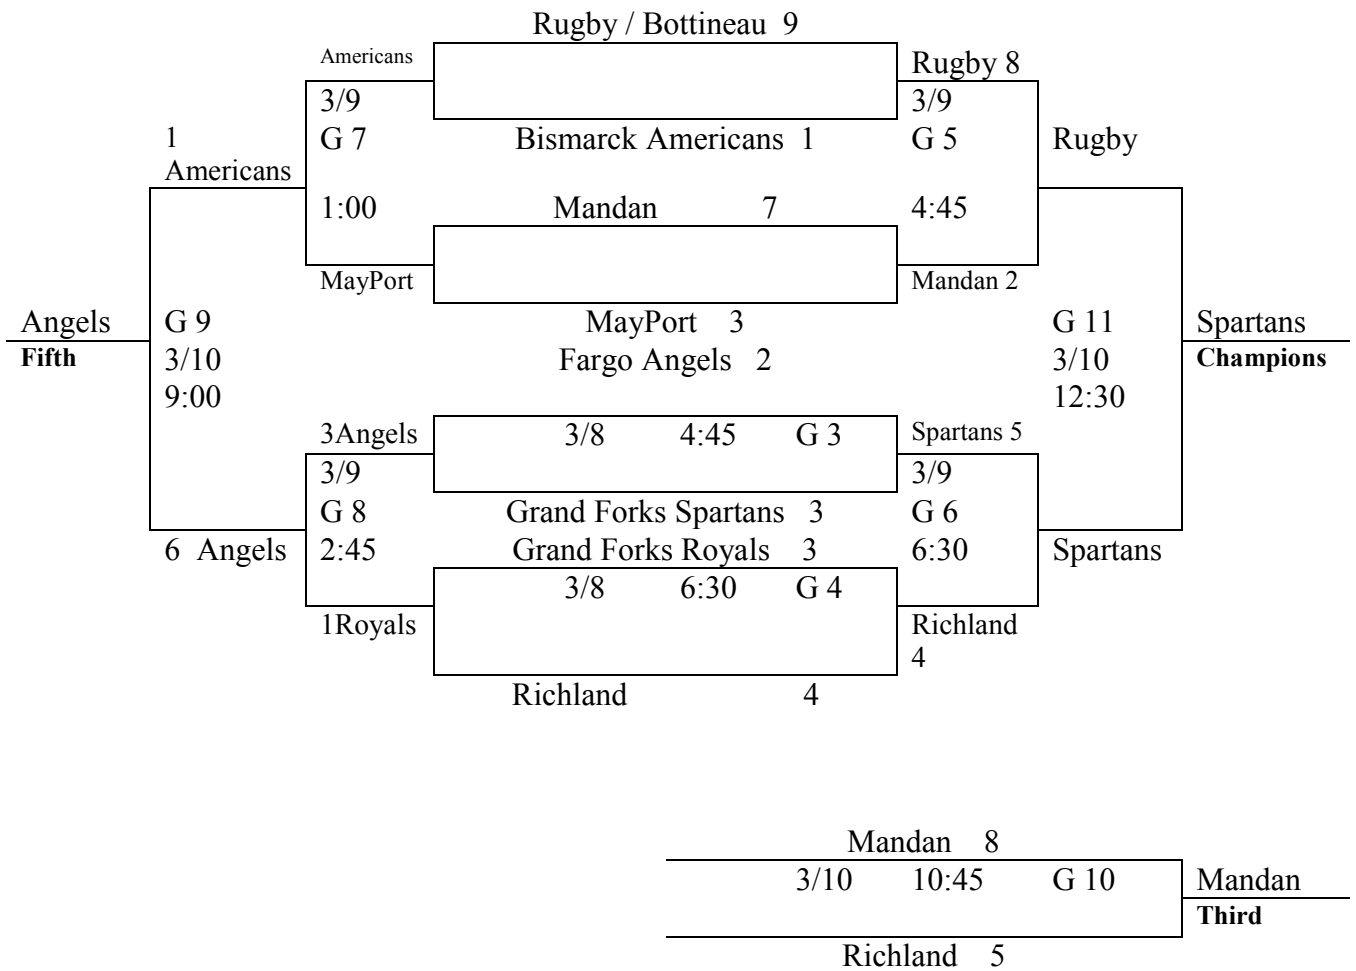 Rugby / Bottineau 9
Americans
Rugby 8
3/9
3/9
1
G 7
Bismarck Americans 1
G 5
Rugby
Americans
1:00
Mandan 7
4:45
MayPort
Mandan 2
Angels
G 9
MayPort 3
G 11
Spartans
Fifth
3/10
Fargo Angels 2
3/10
Champions
9:00
12:30
3Angels
3/8 4:45 G 3
Spartans 5
3/9
3/9
G 8
Grand Forks Spartans 3
G 6
6 Angels
2:45
Grand Forks Royals 3
6:30
Spartans
3/8 6:30 G 4
1Royals
Richland
4
Richland 4
Mandan 8
3/10 10:45 G 10
Mandan
Third
Richland 5